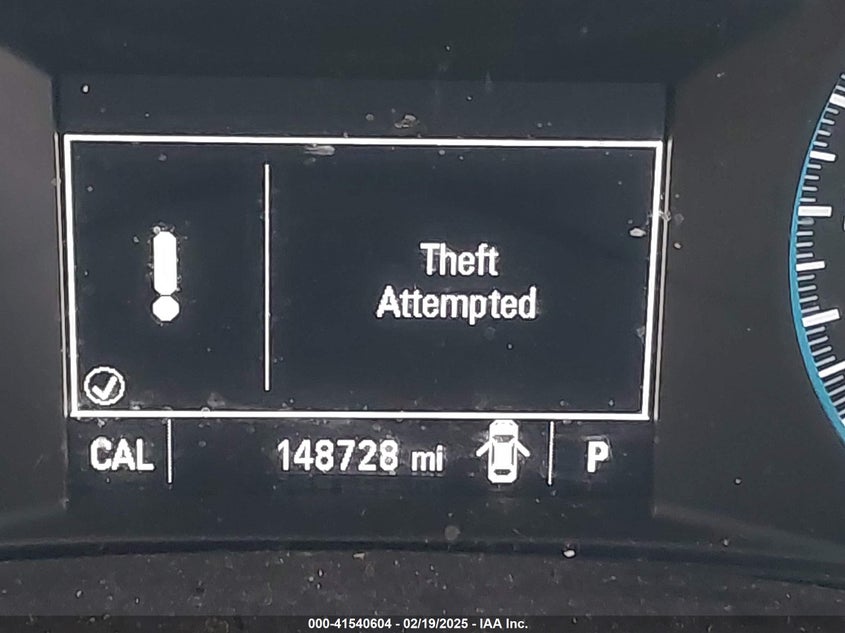 Theft
Attempted
CAL 148728 mi P
000-41540604 - 02/19/2025 - IAA Inc.